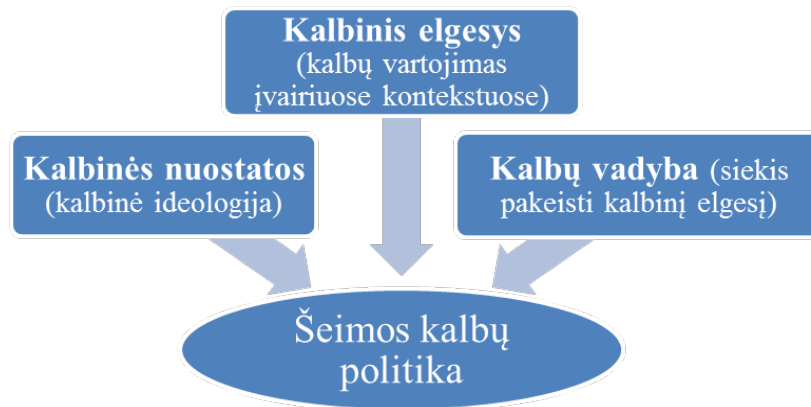 Kalbinis elgesys
(kalbų vartojimas
įvairiuose kontekstuose)
Kalbinės nuostatos
(kalbinė ideologija)
Kalbų vadyba (siekis
pakeisti kalbinį elgesį)
Šeimos kalbų
politika